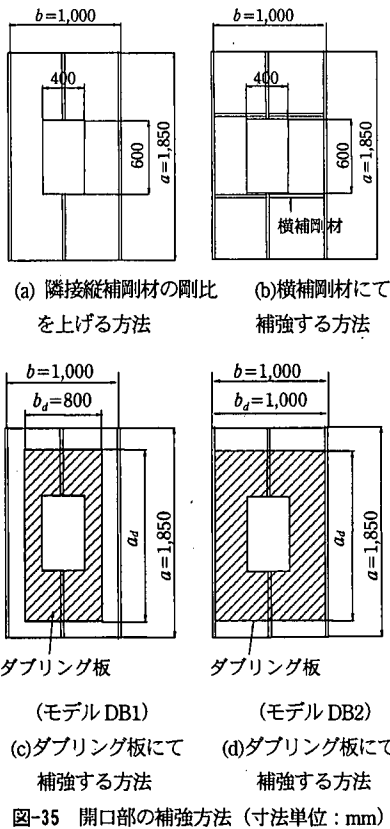 b=1,000
400
600
a=1,850
(a) 隣接縦補剛材の剛比
を上げる方法
b=1,000
400
600
a=1,850
横補剛材
(b)横補剛材にて
補強する方法
b=1,000
b_d=800
a_d
a=1,850
ダブリング板
(モデル DB1)
(c)ダブリング板にて
補強する方法
b=1,000
b_d=1,000
a_d
a=1,850
ダブリング板
(モデル DB2)
(d)ダブリング板にて
補強する方法
図-35 開口部の補強方法(寸法単位:mm)